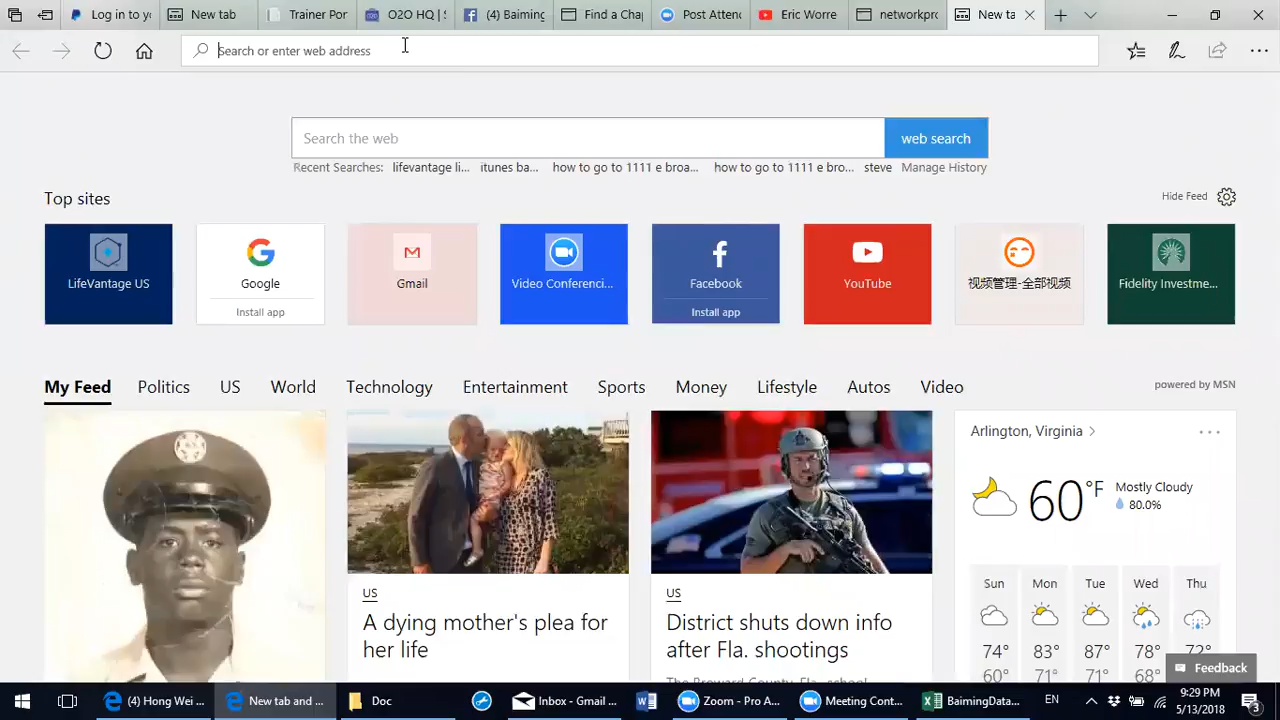 Log in to y
New tab
Trainer Por
O2O HQ | S
(4) Baiming
Find a Cha
Post Attend
Eric Worre
networkpro
New ta
Search or enter web address
Search the web
web search
Recent Searches: lifevantage li... itunes ba... how to go to 1111 e broa... how to go to 1111 e bro... steve Manage History
Top sites
Hide Feed
LifeVantage US
Google
Install app
Gmail
Video Conferenci...
Facebook
Install app
YouTube
视频管理-全部视频
Fidelity Investme...
My Feed Politics US World Technology Entertainment Sports Money Lifestyle Autos Video
powered by MSN
US
A dying mother's plea for
her life
US
District shuts down info
after Fla. shootings
The Broward County, Fla., school
Arlington, Virginia
60°F
Mostly Cloudy
80.0%
Sun Mon Tue Wed Thu
74° 83° 87° 78° 72°
60° 71° 71° 68°
Feedback
(4) Hong Wei ...
New tab and ...
Doc
Inbox - Gmail ...
Zoom - Pro A...
Meeting Cont...
BaimingData...
EN
9:29 PM
5/13/2018
3